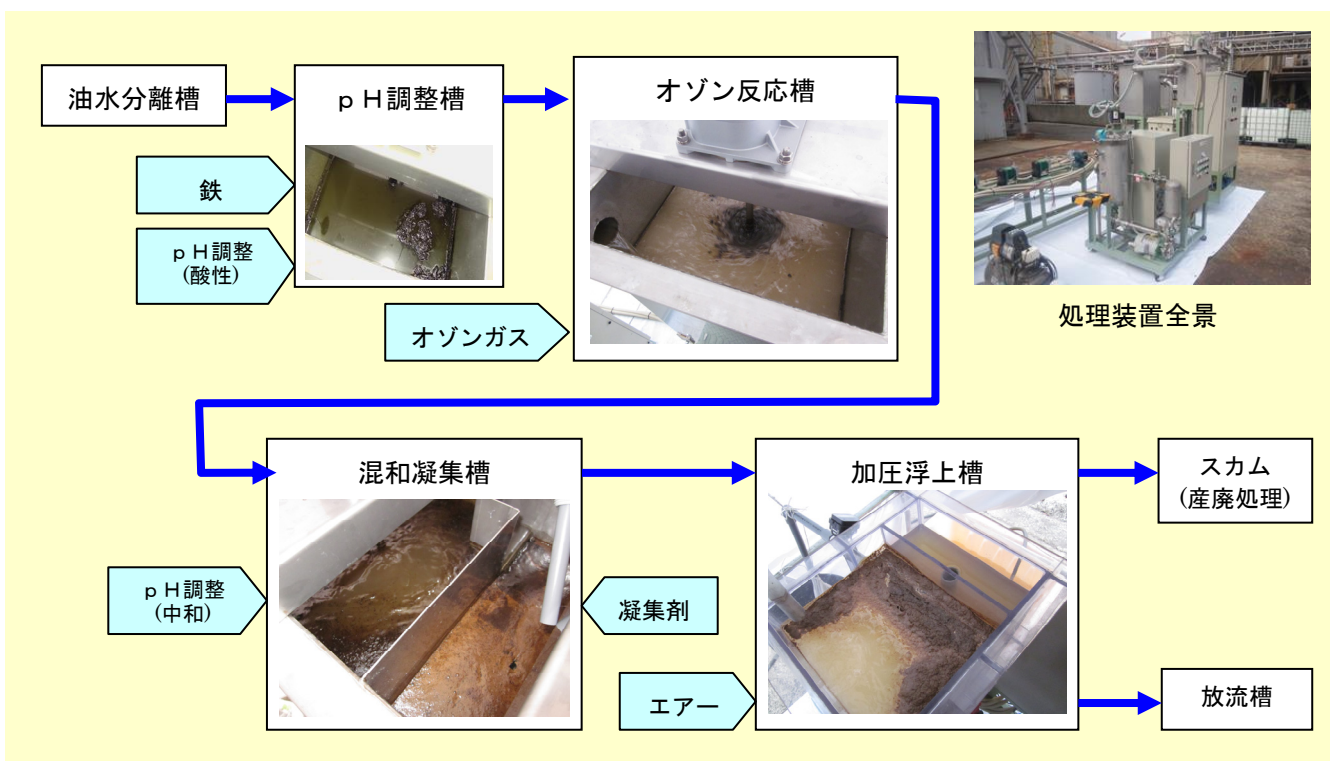 油水分離槽
ｐＨ調整槽
オゾン反応槽
鉄
ｐＨ調整
(酸性)
オゾンガス
処理装置全景
混和凝集槽
加圧浮上槽
スカム
(産廃処理)
ｐＨ調整
(中和)
凝集剤
エアー
放流槽